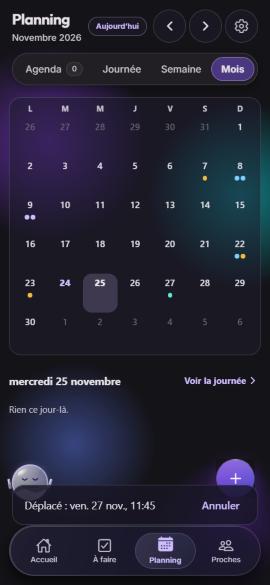 Planning
Novembre 2026
Aujourd'hui
Agenda 0 Journée Semaine Mois
L M M J V S D
26 27 28 29 30 31 1
2 3 4 5 6 7 8
9 10 11 12 13 14 15
16 17 18 19 20 21 22
23 24 25 26 27 28 29
30 1 2 3 4 5 6
mercredi 25 novembre Voir la journée
Rien ce jour-là.
Déplacé : ven. 27 nov., 11:45 Annuler
Accueil À faire Planning Proches